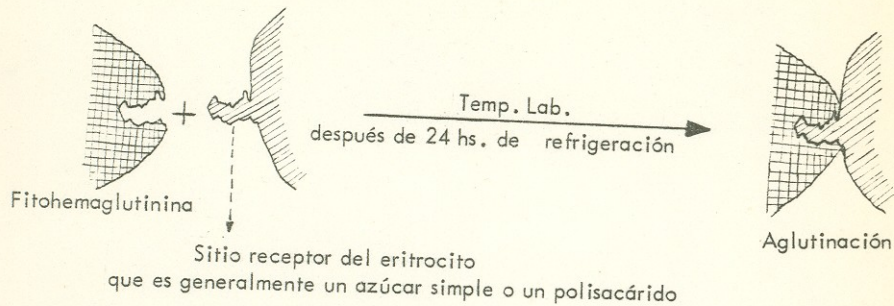 +
Temp. Lab.
después de 24 hs. de refrigeración
Fitohemaglutinina
Sitio receptor del eritrocito
que es generalmente un azúcar simple o un polisacárido
Aglutinación